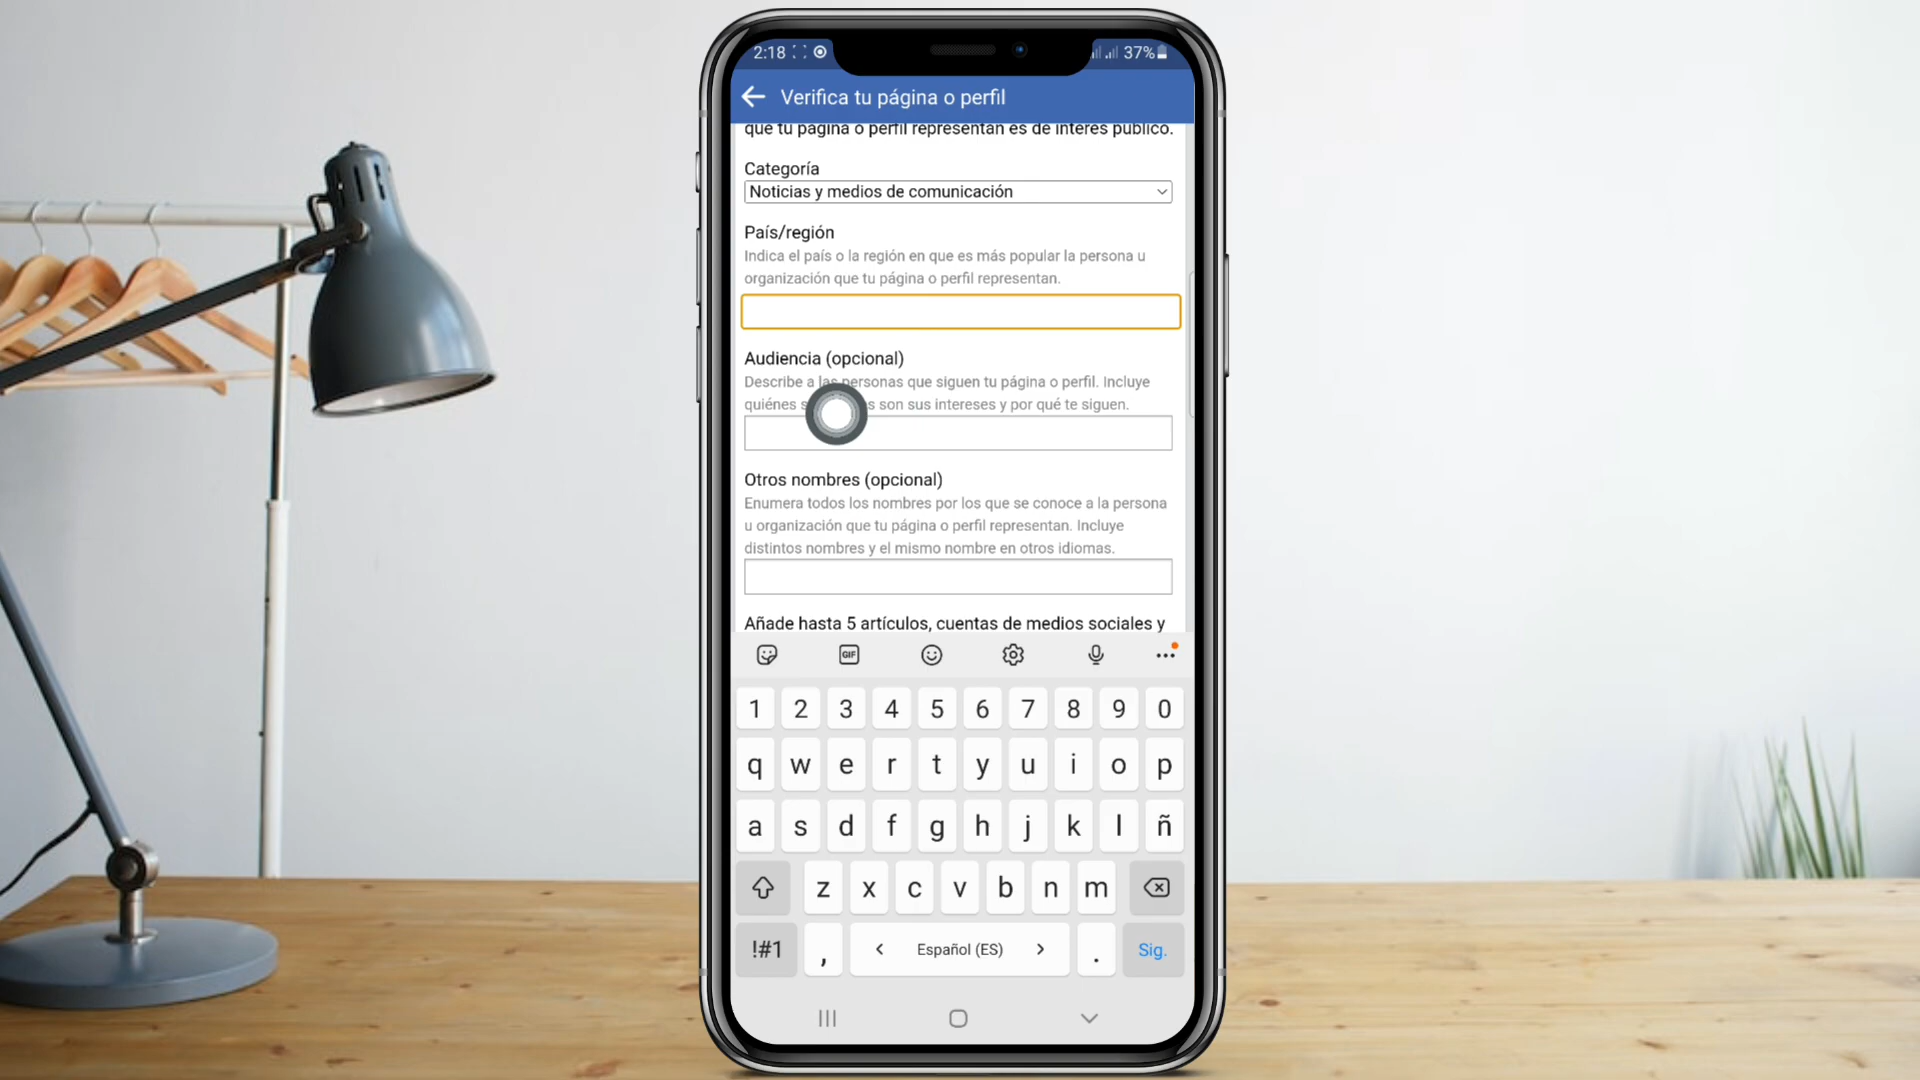 2:18
37%
Verifica tu página o perfil
que tu página o perfil representan es de interés público.
Categoría
Noticias y medios de comunicación
País/región
Indica el país o la región en que es más popular la persona u
organización que tu página o perfil representan.
Audiencia (opcional)
Describe a las personas que siguen tu página o perfil. Incluye
quiénes son sus intereses y por qué te siguen.
Otros nombres (opcional)
Enumera todos los nombres por los que se conoce a la persona
u organización que tu página o perfil representan. Incluye
distintos nombres y el mismo nombre en otros idiomas.
Añade hasta 5 artículos, cuentas de medios sociales y
GIF
1 2 3 4 5 6 7 8 9 0
q w e r t y u i o p
a s d f g h j k l ñ
z x c v b n m
!#1 , < Español (ES) > . Sig.